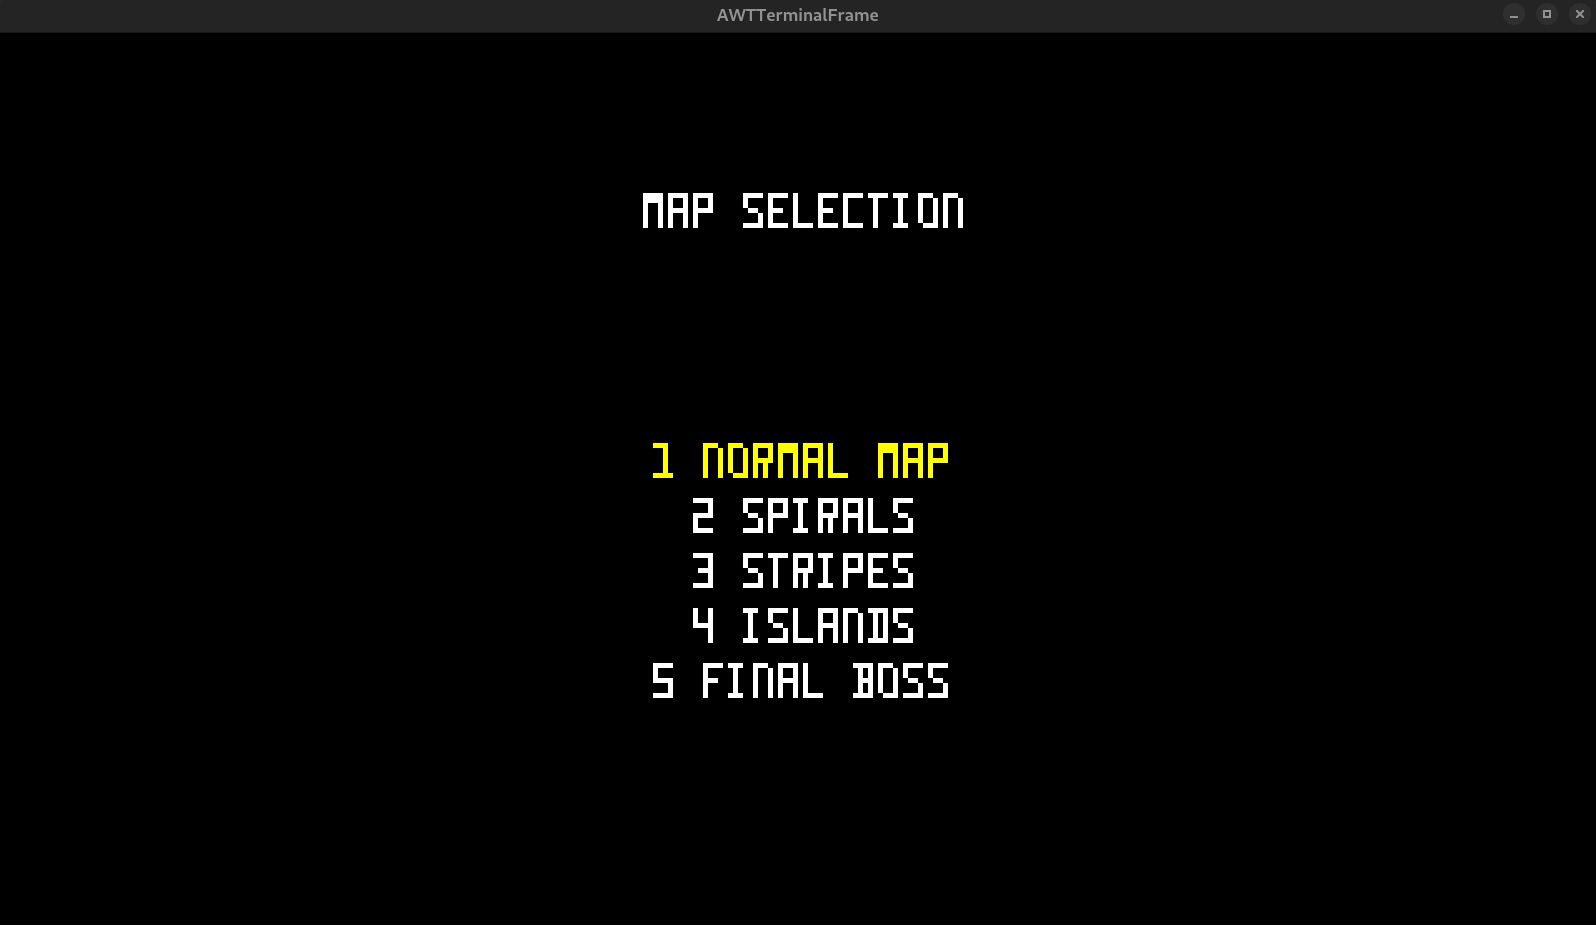 AWTTerminalFrame
MAP SELECTION
1 NORMAL MAP
2 SPIRALS
3 STRIPES
4 ISLANDS
5 FINAL BOSS